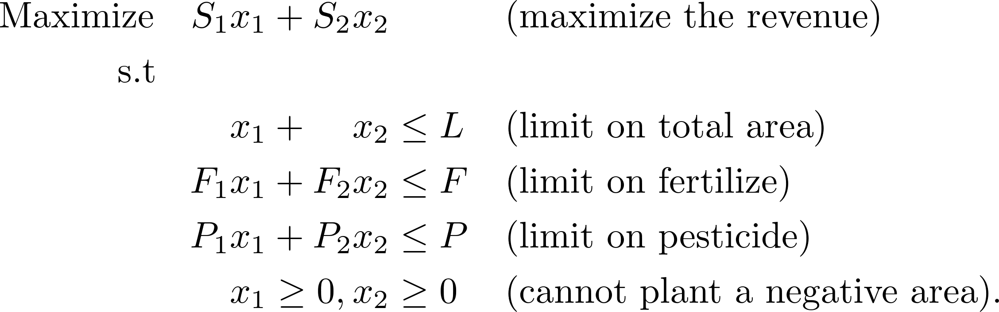 Maximize S₁x₁ + S₂x₂ (maximize the revenue)
s.t
x₁ + x₂ ≤ L (limit on total area)
F₁x₁ + F₂x₂ ≤ F (limit on fertilize)
P₁x₁ + P₂x₂ ≤ P (limit on pesticide)
x₁ ≥ 0, x₂ ≥ 0 (cannot plant a negative area).